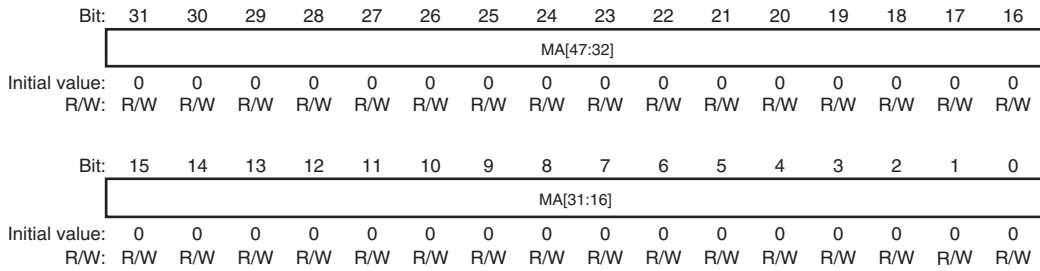 Bit: 31 30 29 28 27 26 25 24 23 22 21 20 19 18 17 16
MA[47:32]
Initial value: 0 0 0 0 0 0 0 0 0 0 0 0 0 0 0 0
R/W: R/W R/W R/W R/W R/W R/W R/W R/W R/W R/W R/W R/W R/W R/W R/W R/W
Bit: 15 14 13 12 11 10 9 8 7 6 5 4 3 2 1 0
MA[31:16]
Initial value: 0 0 0 0 0 0 0 0 0 0 0 0 0 0 0 0
R/W: R/W R/W R/W R/W R/W R/W R/W R/W R/W R/W R/W R/W R/W R/W R/W R/W